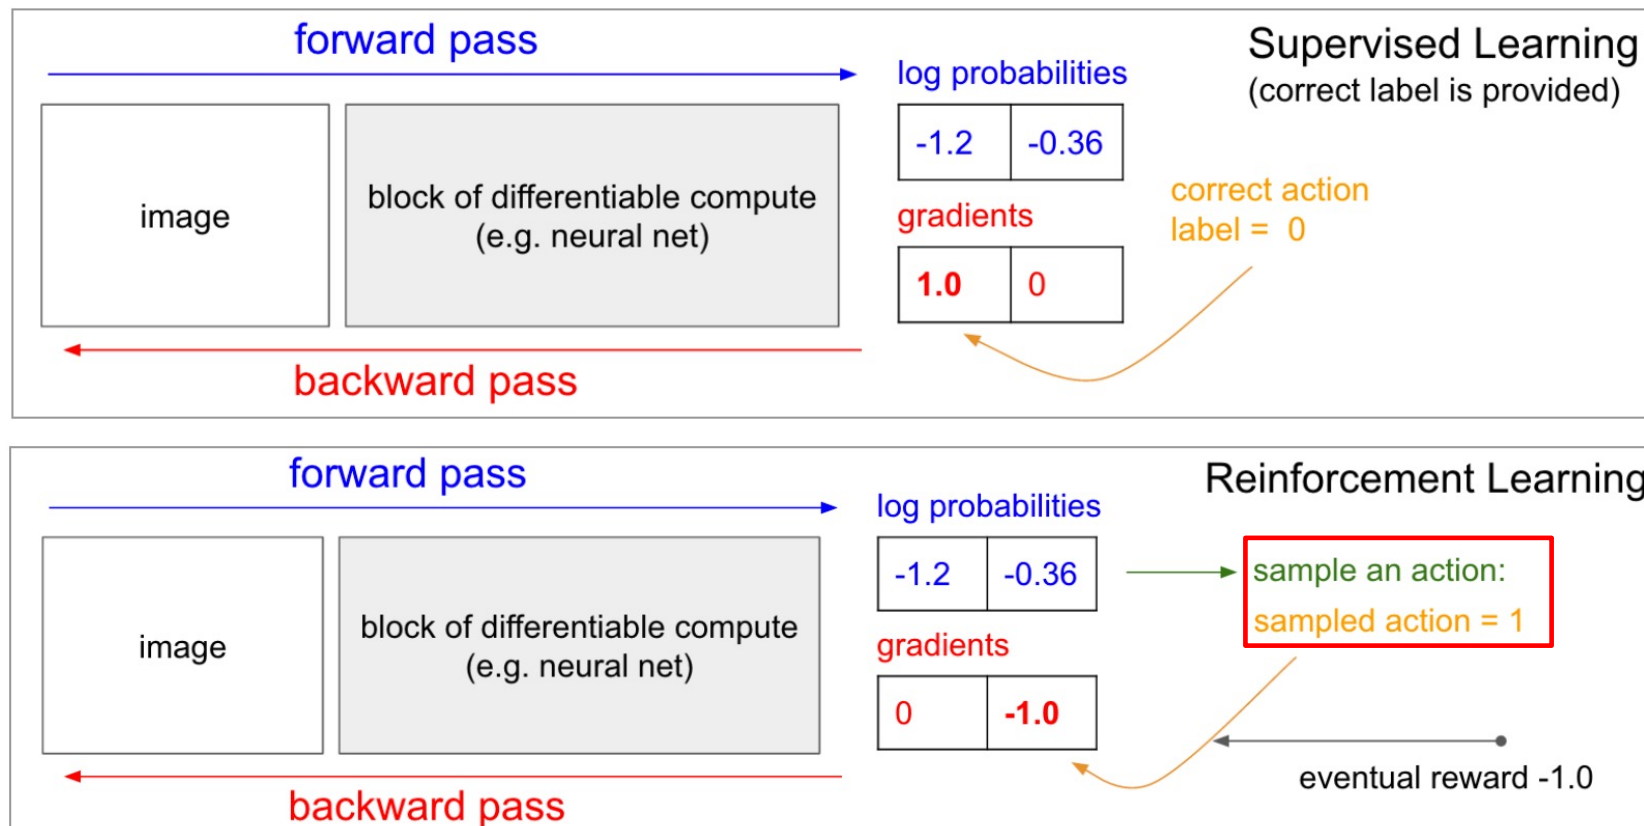 forward pass
Supervised Learning
(correct label is provided)
log probabilities
-1.2 -0.36
image
block of differentiable compute
(e.g. neural net)
correct action
label = 0
gradients
1.0 0
backward pass
forward pass
Reinforcement Learning
log probabilities
-1.2 -0.36
sample an action:
sampled action = 1
image
block of differentiable compute
(e.g. neural net)
gradients
0 -1.0
eventual reward -1.0
backward pass